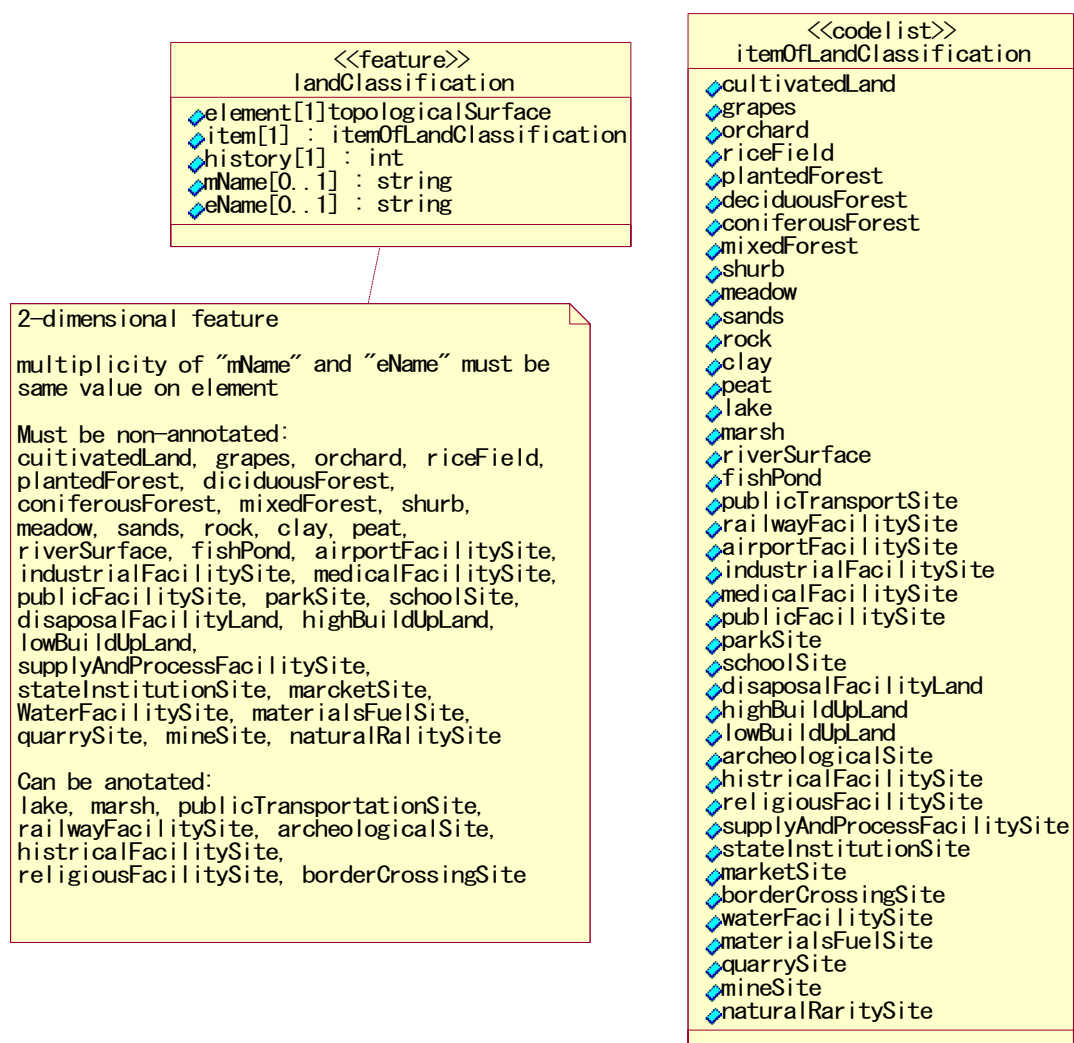 <<feature>>
landClassification
element[1]topologicalSurface
item[1] : itemOfLandClassification
history[1] : int
mName[0..1] : string
eName[0..1] : string
2-dimensional feature
multiplicity of "mName" and "eName" must be
same value on element
Must be non-annotated:
cuitivatedLand, grapes, orchard, riceField,
plantedForest, diciduousForest,
coniferousForest, mixedForest, shurb,
meadow, sands, rock, clay, peat,
riverSurface, fishPond, airportFacilitySite,
industrialFacilitySite, medicalFacilitySite,
publicFacilitySite, parkSite, schoolSite,
disaposalFacilityLand, highBuildUpLand,
lowBuildUpLand,
supplyAndProcessFacilitySite,
stateInstitutionSite, marcketSite,
WaterFacilitySite, materialsFuelSite,
quarrySite, mineSite, naturalRalitySite
Can be anotated:
lake, marsh, publicTransportationSite,
railwayFacilitySite, archeologicalSite,
histricalFacilitySite,
religiousFacilitySite, borderCrossingSite
<<codelist>>
itemOfLandClassification
cultivatedLand
grapes
orchard
riceField
plantedForest
deciduousForest
coniferousForest
mixedForest
shurb
meadow
sands
rock
clay
peat
lake
marsh
riverSurface
fishPond
publicTransportSite
railwayFacilitySite
airportFacilitySite
industrialFacilitySite
medicalFacilitySite
publicFacilitySite
parkSite
schoolSite
disaposalFacilityLand
highBuildUpLand
lowBuildUpLand
archeologicalSite
histricalFacilitySite
religiousFacilitySite
supplyAndProcessFacilitySite
stateInstitutionSite
marketSite
borderCrossingSite
waterFacilitySite
materialsFuelSite
quarrySite
mineSite
naturalRaritySite